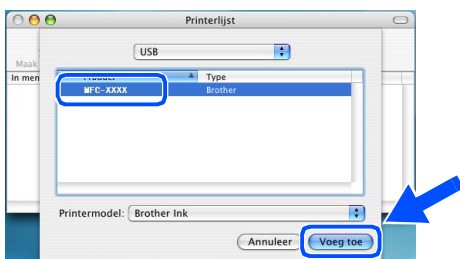 Printerlijst
USB
Maak
In men
Product Type
MFC-XXXX Brother
Printermodel: Brother Ink
Annuleer Voeg toe